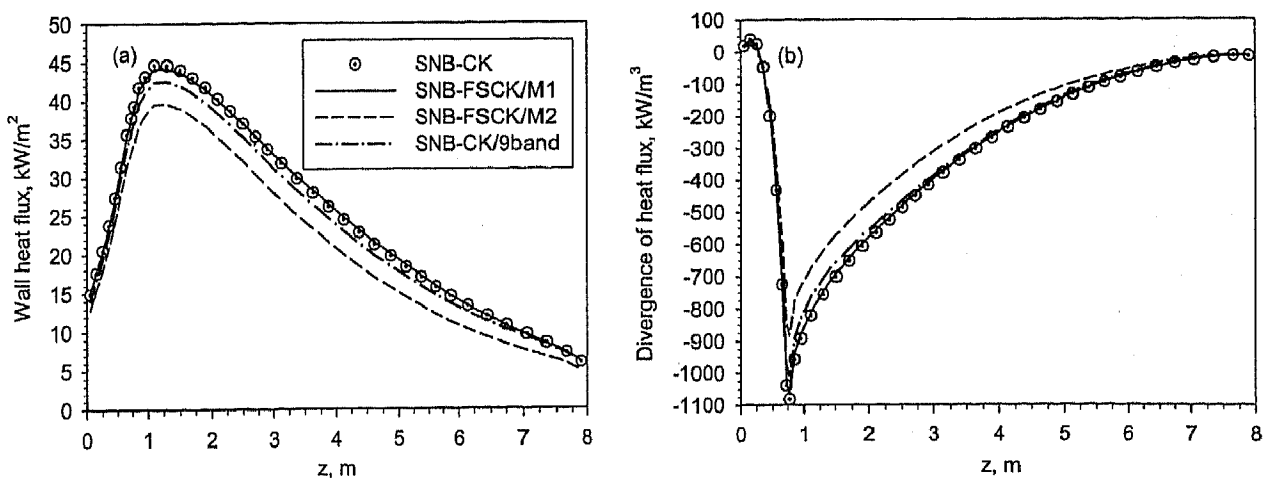 (a)
SNB-CK
SNB-FSCK/M1
SNB-FSCK/M2
SNB-CK/9band
Wall heat flux, kW/m²
50
45
40
35
30
25
20
15
10
5
0
0 1 2 3 4 5 6 7 8
z, m
(b)
Divergence of heat flux, kW/m³
100
0
-100
-200
-300
-400
-500
-600
-700
-800
-900
-1000
-1100
0 1 2 3 4 5 6 7 8
z, m